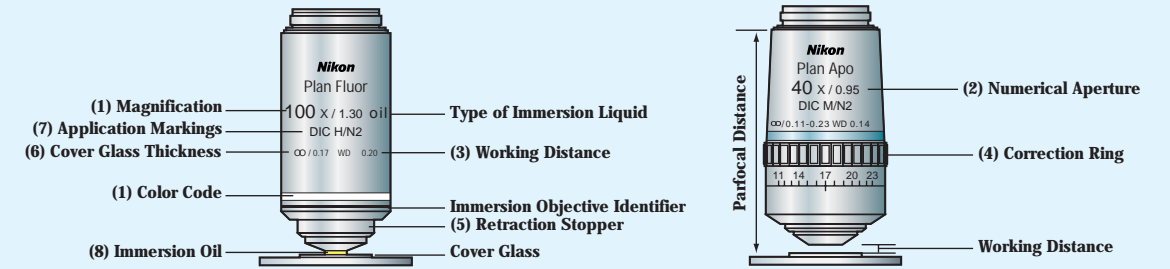 Nikon
Plan Fluor
100 X / 1.30 oil
DIC H/N2
∞ / 0.17 WD 0.20
(1) Magnification
(7) Application Markings
(6) Cover Glass Thickness
(1) Color Code
(8) Immersion Oil
Type of Immersion Liquid
(3) Working Distance
Immersion Objective Identifier
(5) Retraction Stopper
Cover Glass
Parfocal Distance
Nikon
Plan Apo
40 X / 0.95
DIC M/N2
∞/0.11-0.23 WD 0.14
11 14 17 20 23
(2) Numerical Aperture
(4) Correction Ring
Working Distance